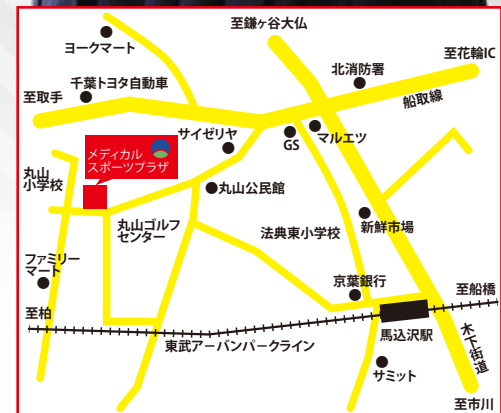 至鎌ヶ谷大仏
ヨークマート
至花輪IC
北消防署
千葉トヨタ自動車
至取手
船取線
サイゼリヤ
GS
マルエツ
メディカル
スポーツプラザ
丸山
小学校
丸山公民館
丸山ゴルフ
センター
法典東小学校
新鮮市場
ファミリー
マート
京葉銀行
至船橋
至柏
東武アーバンパークライン
馬込沢駅
木下街道
サミット
至市川